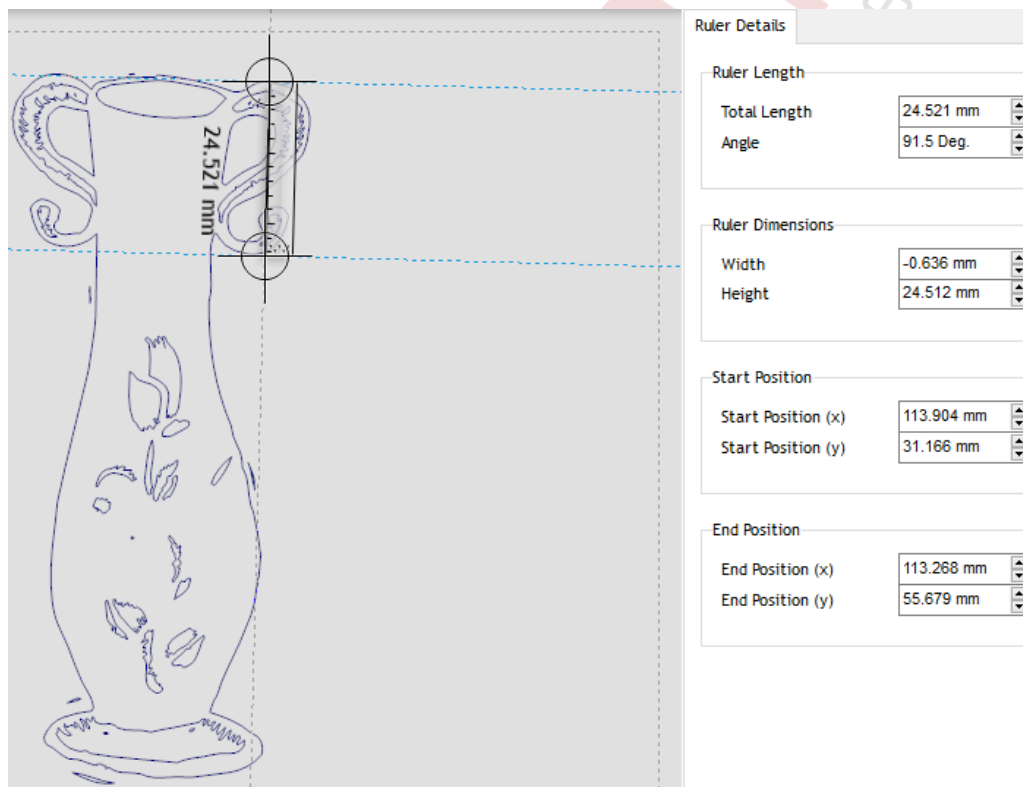 Ruler Details
Ruler Length
Total Length 24.521 mm
Angle 91.5 Deg.
24.521 mm
Ruler Dimensions
Width -0.636 mm
Height 24.512 mm
Start Position
Start Position (x) 113.904 mm
Start Position (y) 31.166 mm
End Position
End Position (x) 113.268 mm
End Position (y) 55.679 mm